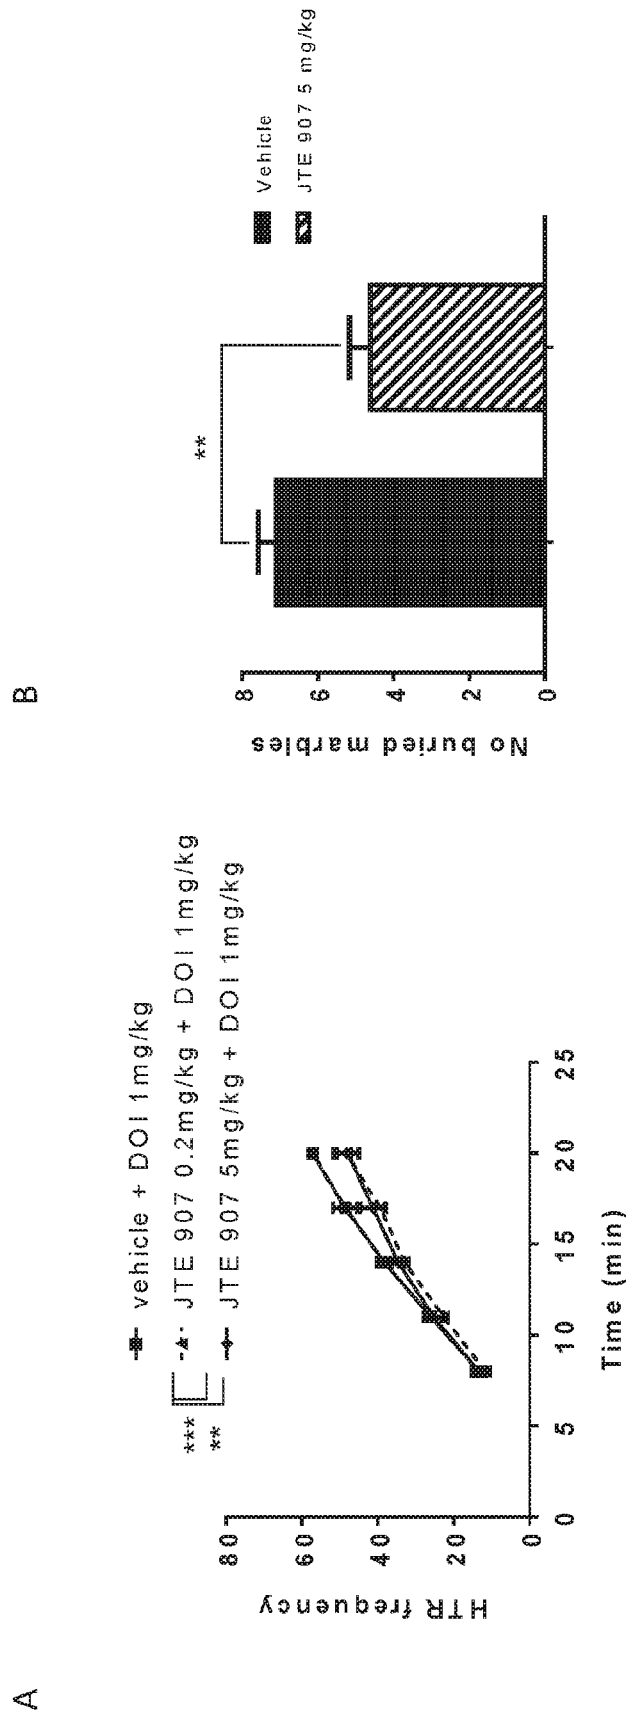 A
vehicle + DOI 1mg/kg
JTE 907 0.2mg/kg + DOI 1mg/kg
JTE 907 5mg/kg + DOI 1mg/kg
***
**
HTR frequency
80
60
40
20
0
0 5 10 15 20 25
Time (min)
B
Vehicle
JTE 907 5 mg/kg
**
No buried marbles
8
6
4
2
0